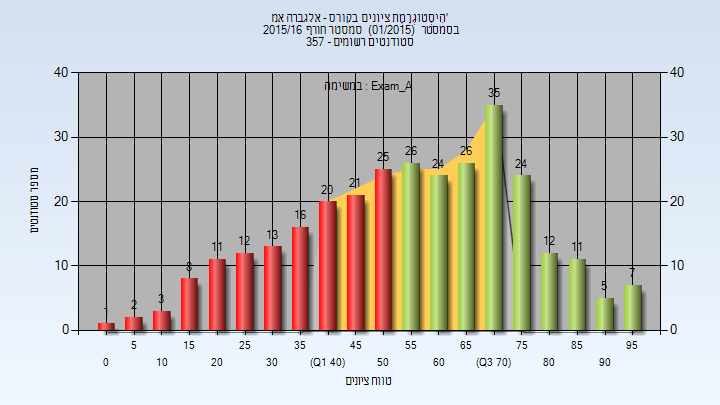 היסטוגרמת ציונים בקורס - אלגברה אמ'
בסמסטר (01/2015) סמסטר חורף 2015/16
357 - סטודנטים רשומים
במשימה : Exam_A
מספר סטודנטים
40 40
30 30
20 20
10 10
0 0
1 2 3 8 11 12 13 16 20 21 25 26 24 26 35 24 12 11 5 7
5 15 25 35 45 55 65 75 85 95
0 10 20 30 (Q1 40) 50 60 (Q3 70) 80 90
טווח ציונים